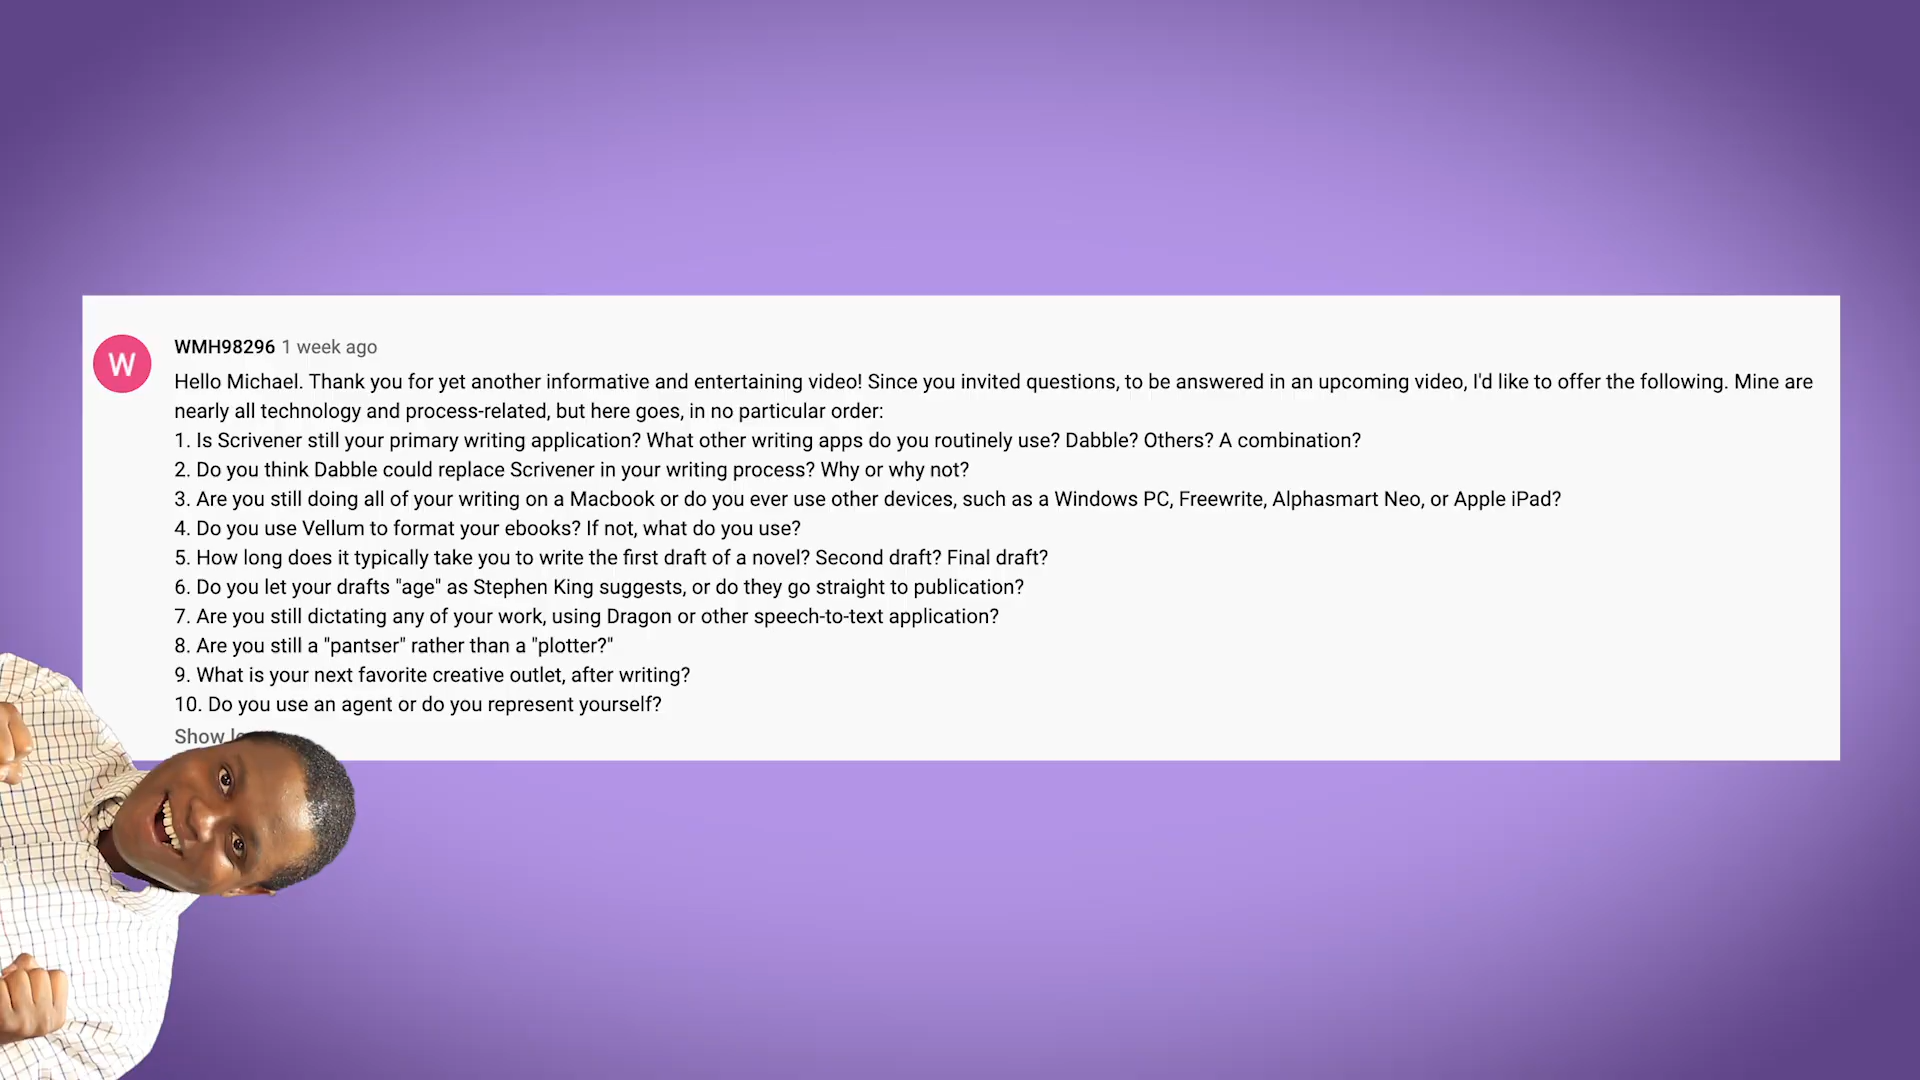 W
WMH98296 1 week ago
Hello Michael. Thank you for yet another informative and entertaining video! Since you invited questions, to be answered in an upcoming video, I'd like to offer the following. Mine are
nearly all technology and process-related, but here goes, in no particular order:
1. Is Scrivener still your primary writing application? What other writing apps do you routinely use? Dabble? Others? A combination?
2. Do you think Dabble could replace Scrivener in your writing process? Why or why not?
3. Are you still doing all of your writing on a Macbook or do you ever use other devices, such as a Windows PC, Freewrite, Alphasmart Neo, or Apple iPad?
4. Do you use Vellum to format your ebooks? If not, what do you use?
5. How long does it typically take you to write the first draft of a novel? Second draft? Final draft?
6. Do you let your drafts "age" as Stephen King suggests, or do they go straight to publication?
7. Are you still dictating any of your work, using Dragon or other speech-to-text application?
8. Are you still a "pantser" rather than a "plotter?"
9. What is your next favorite creative outlet, after writing?
10. Do you use an agent or do you represent yourself?
Show